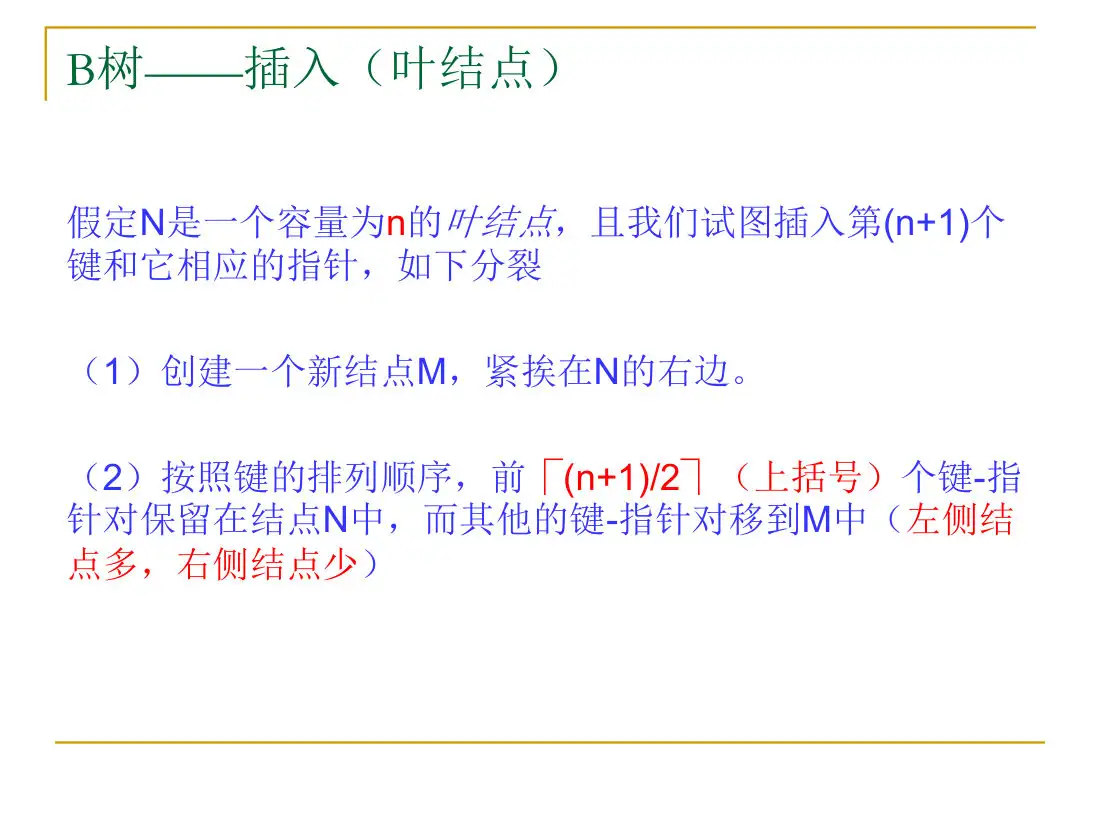 B树——插入（叶结点）
假定N是一个容量为n的叶结点，且我们试图插入第(n+1)个
键和它相应的指针，如下分裂
（1）创建一个新结点M，紧挨在N的右边。
（2）按照键的排列顺序，前⌈(n+1)/2⌉（上括号）个键-指
针对保留在结点N中，而其他的键-指针对移到M中（左侧结
点多，右侧结点少）